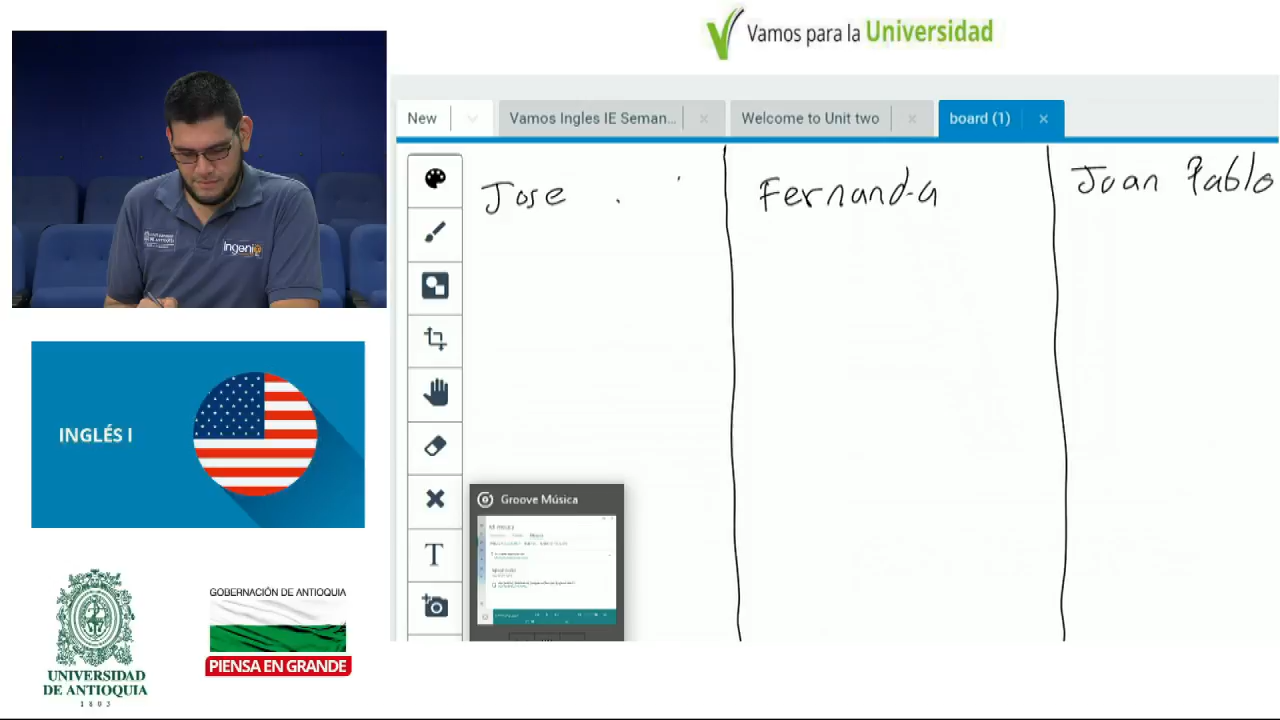 Vamos para la Universidad
New
Vamos Ingles IE Seman...
Welcome to Unit two
board (1)
Jose
Fernanda
Juan Pablo
Ingeni@
INGLÉS I
T
Groove Música
UNIVERSIDAD
DE ANTIOQUIA
1803
GOBERNACIÓN DE ANTIOQUIA
PIENSA EN GRANDE